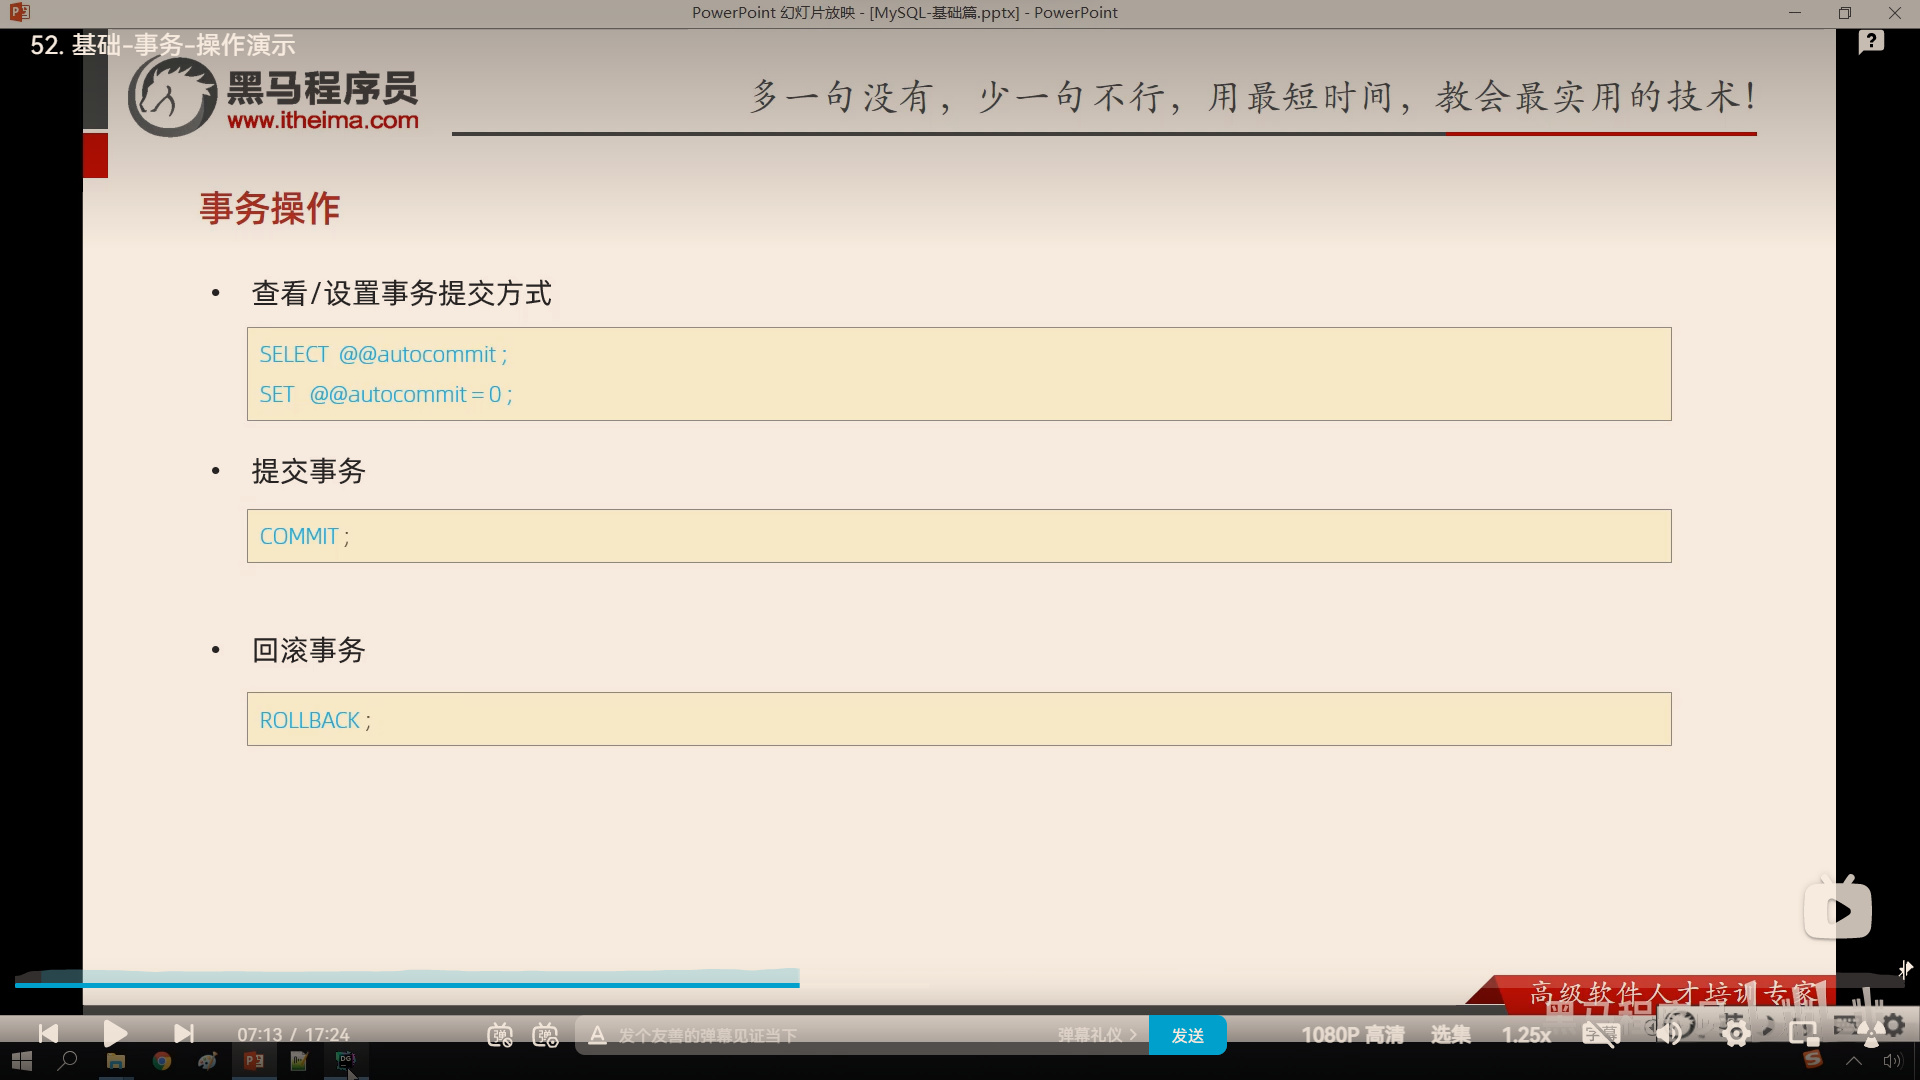 PowerPoint 幻灯片放映 - [MySQL-基础篇.pptx] - PowerPoint
52. 基础-事务-操作演示
黑马程序员
www.itheima.com
多一句没有，少一句不行，用最短时间，教会最实用的技术！
事务操作
• 查看/设置事务提交方式
SELECT @@autocommit ;
SET @@autocommit = 0 ;
• 提交事务
COMMIT ;
• 回滚事务
ROLLBACK ;
高级软件人才培训专家
07:13 / 17:24
发个友善的弹幕见证当下
弹幕礼仪 >
发送
1080P 高清
选集
1.25x
字幕